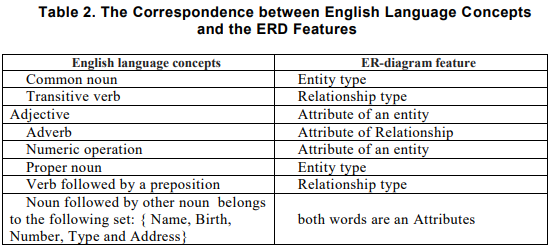 Table 2. The Correspondence between English Language Concepts
and the ERD Features
English language concepts ER-diagram feature
Common noun Entity type
Transitive verb Relationship type
Adjective Attribute of an entity
Adverb Attribute of Relationship
Numeric operation Attribute of an entity
Proper noun Entity type
Verb followed by a preposition Relationship type
Noun followed by other noun belongs
to the following set: { Name, Birth,
Number, Type and Address}
both words are an Attributes